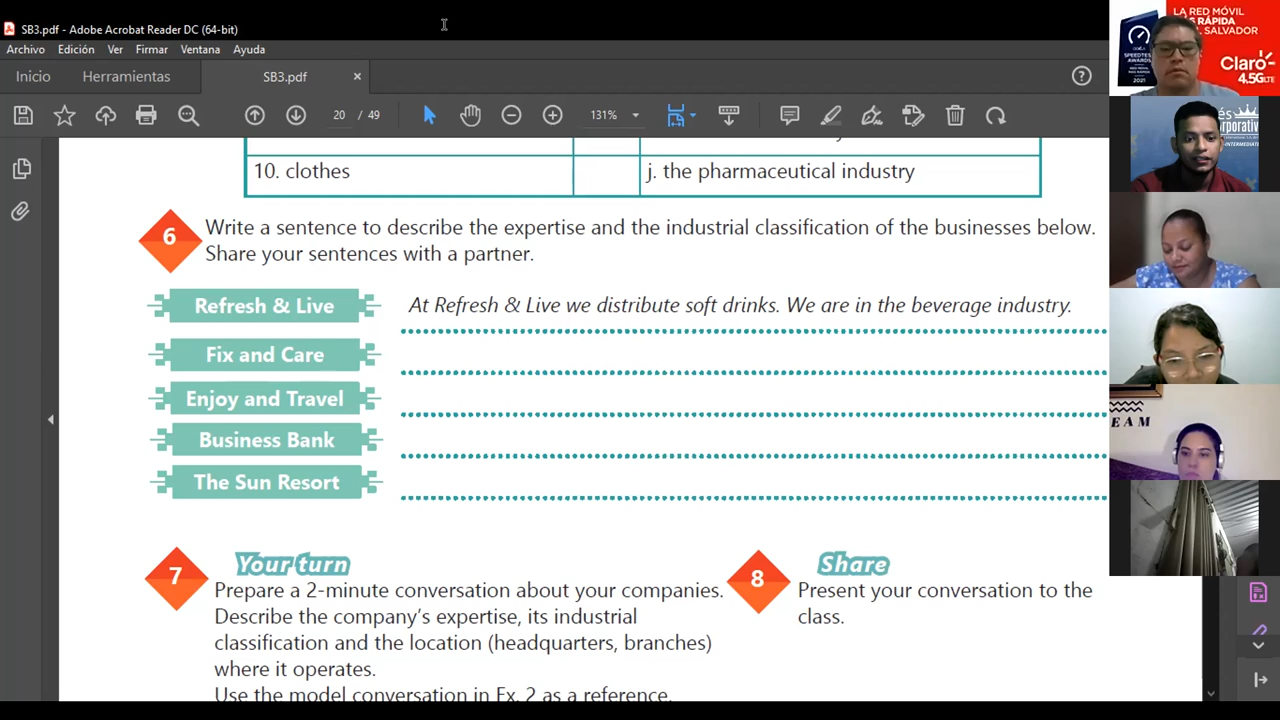 SB3.pdf - Adobe Acrobat Reader DC (64-bit)
Archivo Edición Ver Firmar Ventana Ayuda
Inicio Herramientas SB3.pdf ×
20 / 49 131%
10. clothes j. the pharmaceutical industry
6 Write a sentence to describe the expertise and the industrial classification of the businesses below.
Share your sentences with a partner.
Refresh & Live At Refresh & Live we distribute soft drinks. We are in the beverage industry.
Fix and Care
Enjoy and Travel
Business Bank
The Sun Resort
7 Your turn
Prepare a 2-minute conversation about your companies.
Describe the company's expertise, its industrial
classification and the location (headquarters, branches)
where it operates.
Use the model conversation in Ex. 2 as a reference.
8 Share
Present your conversation to the
class.
LA RED MÓVIL
SALVADOR
SPEEDTEST
AWARDS
2021
Claro
4.5G LTE
EAM